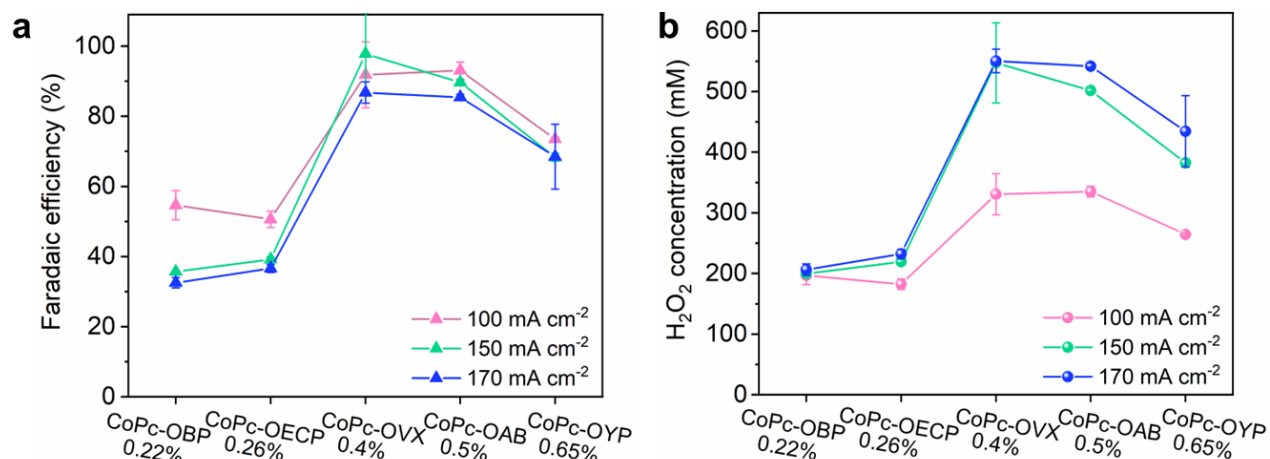 a
Faradaic efficiency (%)
100
80
60
40
20
0
100 mA cm⁻²
150 mA cm⁻²
170 mA cm⁻²
CoPc-OBP
0.22%
CoPc-OECP
0.26%
CoPc-OVX
0.4%
CoPc-OAB
0.5%
CoPc-OYP
0.65%
b
H₂O₂ concentration (mM)
600
500
400
300
200
100
0
100 mA cm⁻²
150 mA cm⁻²
170 mA cm⁻²
CoPc-OBP
0.22%
CoPc-OECP
0.26%
CoPc-OVX
0.4%
CoPc-OAB
0.5%
CoPc-OYP
0.65%